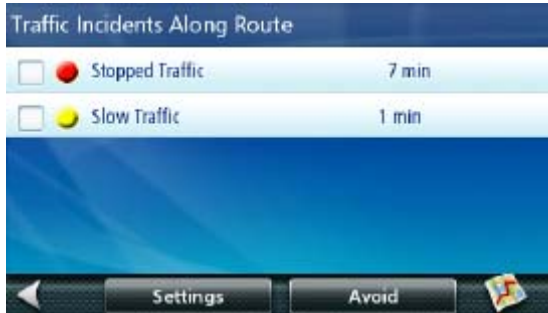 Traffic Incidents Along Route
Stopped Traffic 7 min
Slow Traffic 1 min
Settings Avoid